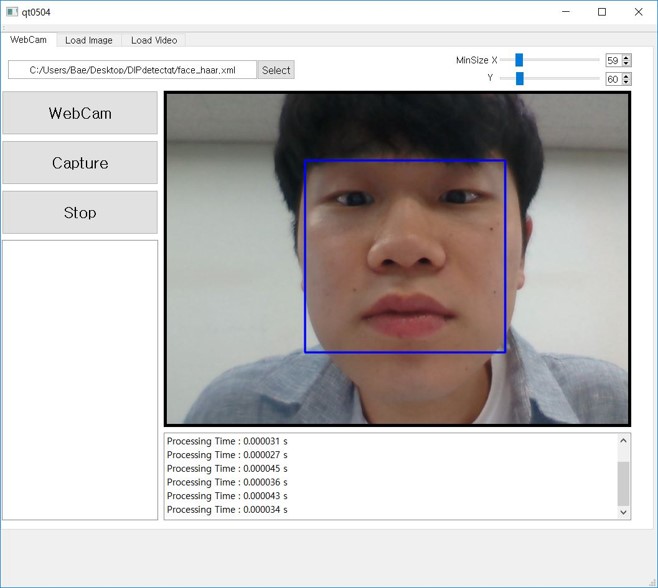 qt0504
WebCam Load Image Load Video
C:/Users/Bae/Desktop/DIPdetectqt/face_haar.xml Select
MinSize X 59
Y 60
WebCam
Capture
Stop
Processing Time : 0.000031 s
Processing Time : 0.000027 s
Processing Time : 0.000045 s
Processing Time : 0.000036 s
Processing Time : 0.000043 s
Processing Time : 0.000034 s